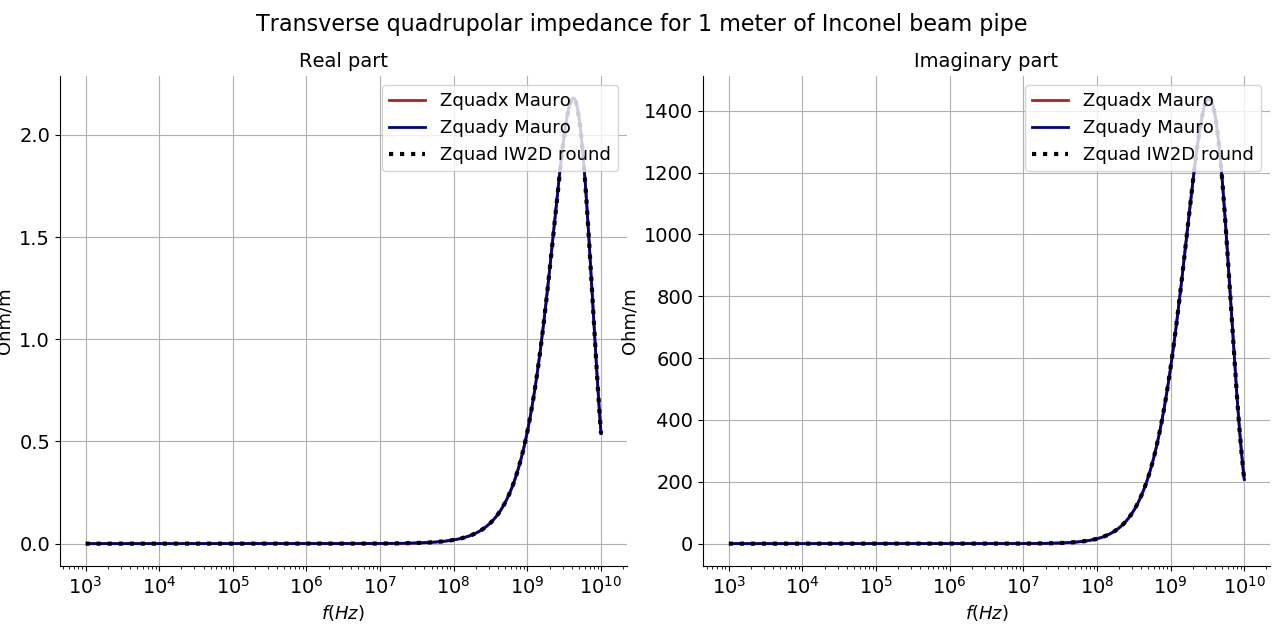 Transverse quadrupolar impedance for 1 meter of Inconel beam pipe
Real part
Zquadx Mauro
Zquady Mauro
Zquad IW2D round
2.0
1.5
1.0
0.5
0.0
Ohm/m
10³ 10⁴ 10⁵ 10⁶ 10⁷ 10⁸ 10⁹ 10¹⁰
f(Hz)
Imaginary part
Zquadx Mauro
Zquady Mauro
Zquad IW2D round
1400
1200
1000
800
600
400
200
0
Ohm/m
10³ 10⁴ 10⁵ 10⁶ 10⁷ 10⁸ 10⁹ 10¹⁰
f(Hz)